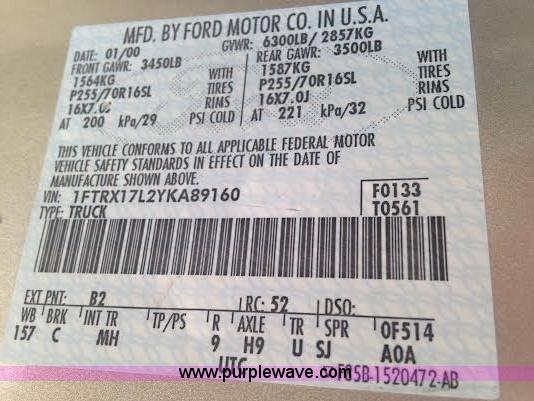 MFD. BY FORD MOTOR CO. IN U.S.A.
DATE: 01/00 GVWR: 6300LB/ 2857KG
FRONT GAWR: 3450LB REAR GAWR: 3500LB
1564KG WITH 1587KG WITH
P255/70R16SL TIRES P255/70R16SL TIRES
16X7.0J RIMS 16X7.0J RIMS
AT 200 kPa/29 PSI COLD AT 221 kPa/32 PSI COLD
THIS VEHICLE CONFORMS TO ALL APPLICABLE FEDERAL MOTOR
VEHICLE SAFETY STANDARDS IN EFFECT ON THE DATE OF
MANUFACTURE SHOWN ABOVE.
VIN: 1FTRX17L2YKA89160 F0133
TYPE: TRUCK T0561
EXT PNT: B2 RC: 52 DSO:
WB BRK INT TR TP/PS R AXLE TR SPR 0F514
157 C MH 9 H9 U SJ A0A
UTC F85B-1520472-AB
www.purplewave.com